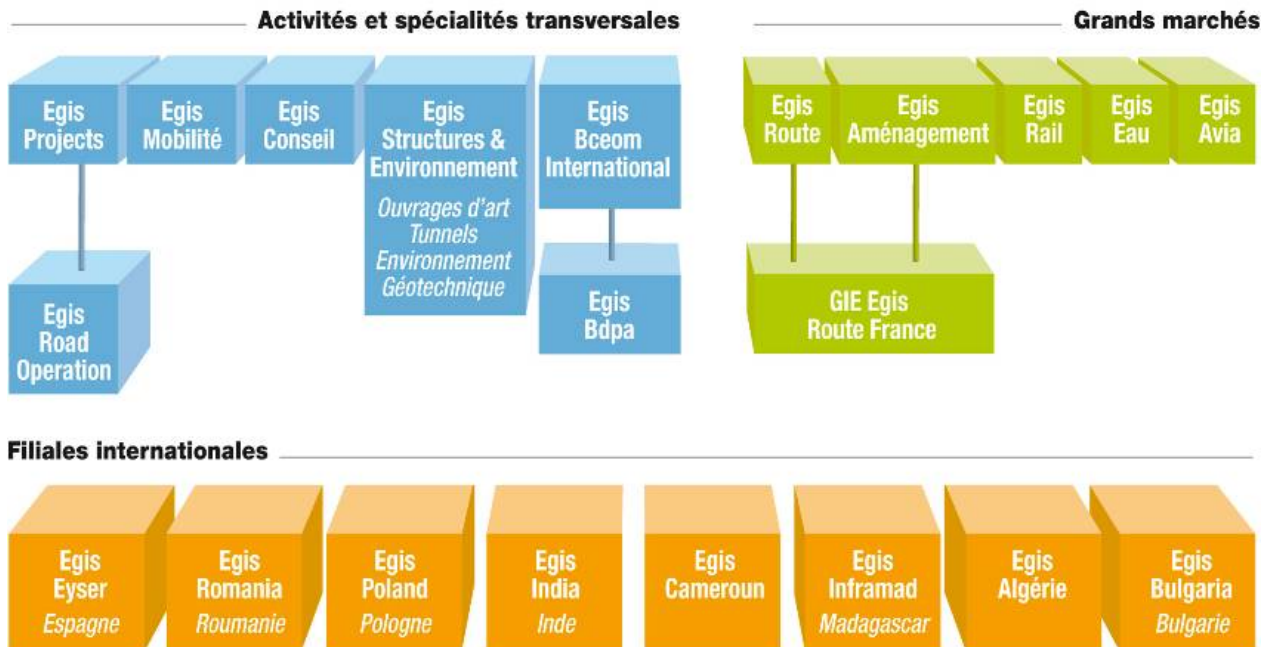 Activités et spécialités transversales
Grands marchés
Egis
Projects
Egis
Mobilité
Egis
Conseil
Egis
Structures &
Environnement
Ouvrages d'art
Tunnels
Environnement
Géotechnique
Egis
Bceom
International
Egis
Route
Egis
Aménagement
Egis
Rail
Egis
Eau
Egis
Avia
Egis
Road
Operation
Egis
Bdpa
GIE Egis
Route France
Filiales internationales
Egis
Eyser
Espagne
Egis
Romania
Roumanie
Egis
Poland
Pologne
Egis
India
Inde
Egis
Cameroun
Egis
Inframad
Madagascar
Egis
Algérie
Egis
Bulgaria
Bulgarie